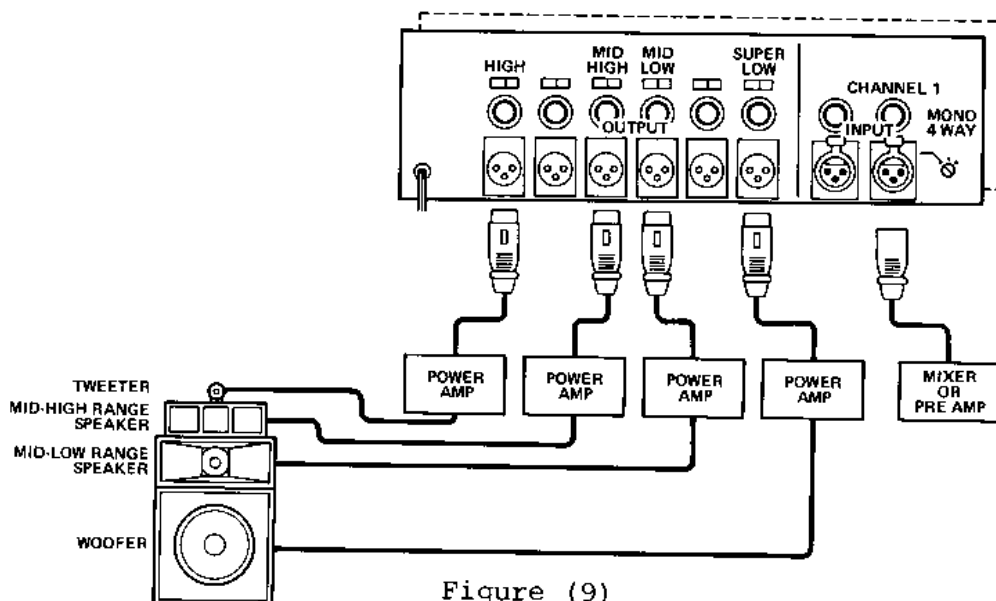 HIGH
MID
HIGH
MID
LOW
SUPER
LOW
OUTPUT
CHANNEL 1
INPUT
MONO
4 WAY
POWER
AMP
POWER
AMP
POWER
AMP
POWER
AMP
MIXER
OR
PRE AMP
TWEETER
MID-HIGH RANGE
SPEAKER
MID-LOW RANGE
SPEAKER
WOOFER
Figure (9)